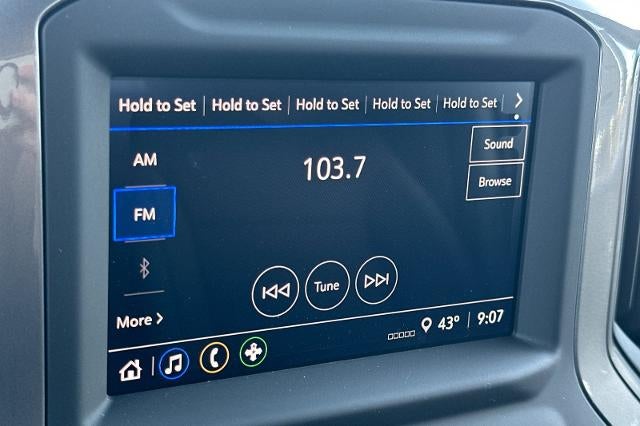 Hold to Set Hold to Set Hold to Set Hold to Set Hold to Set
AM
103.7
Sound
FM
Browse
Tune
More
43° 9:07